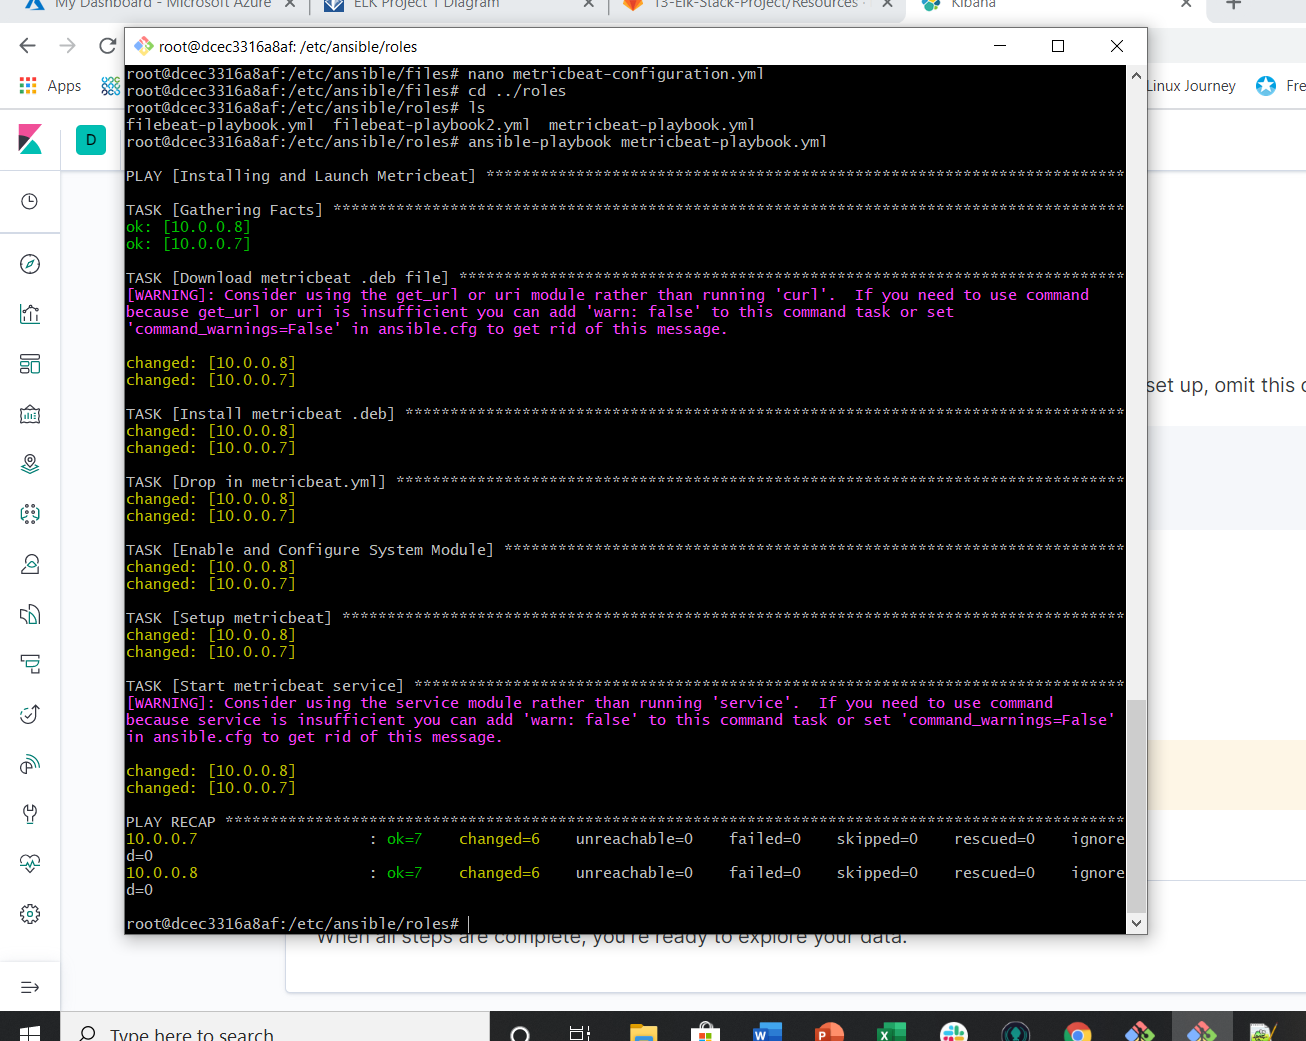 My Dashboard - Microsoft Azure
ELK Project 1 Diagram
13-Elk-Stack-Project/Resources
Kibana
Apps
Linux Journey
Fre
D
root@dcec3316a8af: /etc/ansible/roles
root@dcec3316a8af:/etc/ansible/files# nano metricbeat-configuration.yml
root@dcec3316a8af:/etc/ansible/files# cd ../roles
root@dcec3316a8af:/etc/ansible/roles# ls
filebeat-playbook.yml  filebeat-playbook2.yml  metricbeat-playbook.yml
root@dcec3316a8af:/etc/ansible/roles# ansible-playbook metricbeat-playbook.yml
PLAY [Installing and Launch Metricbeat] ***********************************************************************
TASK [Gathering Facts] ****************************************************************************************
ok: [10.0.0.8]
ok: [10.0.0.7]
TASK [Download metricbeat .deb file] **************************************************************************
[WARNING]: Consider using the get_url or uri module rather than running 'curl'.  If you need to use command
because get_url or uri is insufficient you can add 'warn: false' to this command task or set
'command_warnings=False' in ansible.cfg to get rid of this message.
changed: [10.0.0.8]
changed: [10.0.0.7]
TASK [Install metricbeat .deb] ********************************************************************************
changed: [10.0.0.8]
changed: [10.0.0.7]
TASK [Drop in metricbeat.yml] *********************************************************************************
changed: [10.0.0.8]
changed: [10.0.0.7]
TASK [Enable and Configure System Module] *********************************************************************
changed: [10.0.0.8]
changed: [10.0.0.7]
TASK [Setup metricbeat] ***************************************************************************************
changed: [10.0.0.8]
changed: [10.0.0.7]
TASK [Start metricbeat service] *******************************************************************************
[WARNING]: Consider using the service module rather than running 'service'.  If you need to use command
because service is insufficient you can add 'warn: false' to this command task or set 'command_warnings=False'
in ansible.cfg to get rid of this message.
changed: [10.0.0.8]
changed: [10.0.0.7]
PLAY RECAP ****************************************************************************************************
10.0.0.7                   : ok=7    changed=6    unreachable=0    failed=0    skipped=0    rescued=0    ignore
d=0
10.0.0.8                   : ok=7    changed=6    unreachable=0    failed=0    skipped=0    rescued=0    ignore
d=0
root@dcec3316a8af:/etc/ansible/roles#
set up, omit this
When all steps are complete, you're ready to explore your data.
Type here to search